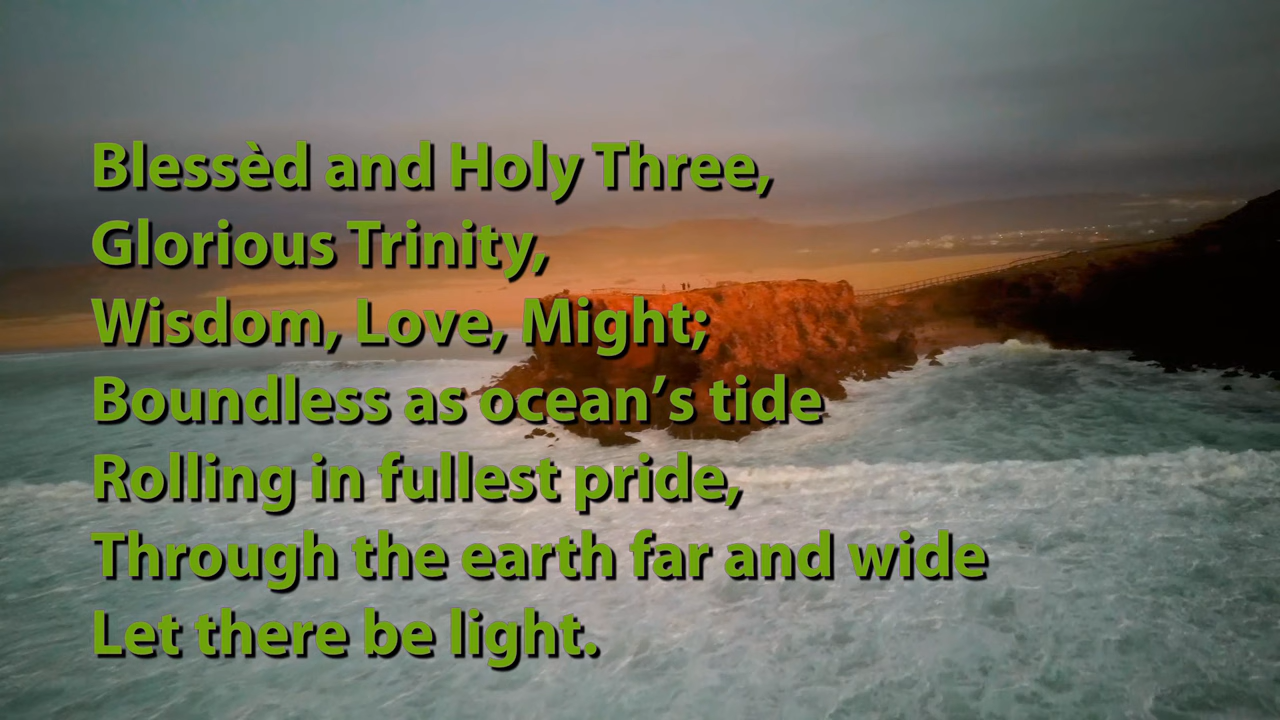 Blessèd and Holy Three,
Glorious Trinity,
Wisdom, Love, Might;
Boundless as ocean’s tide
Rolling in fullest pride,
Through the earth far and wide
Let there be light.